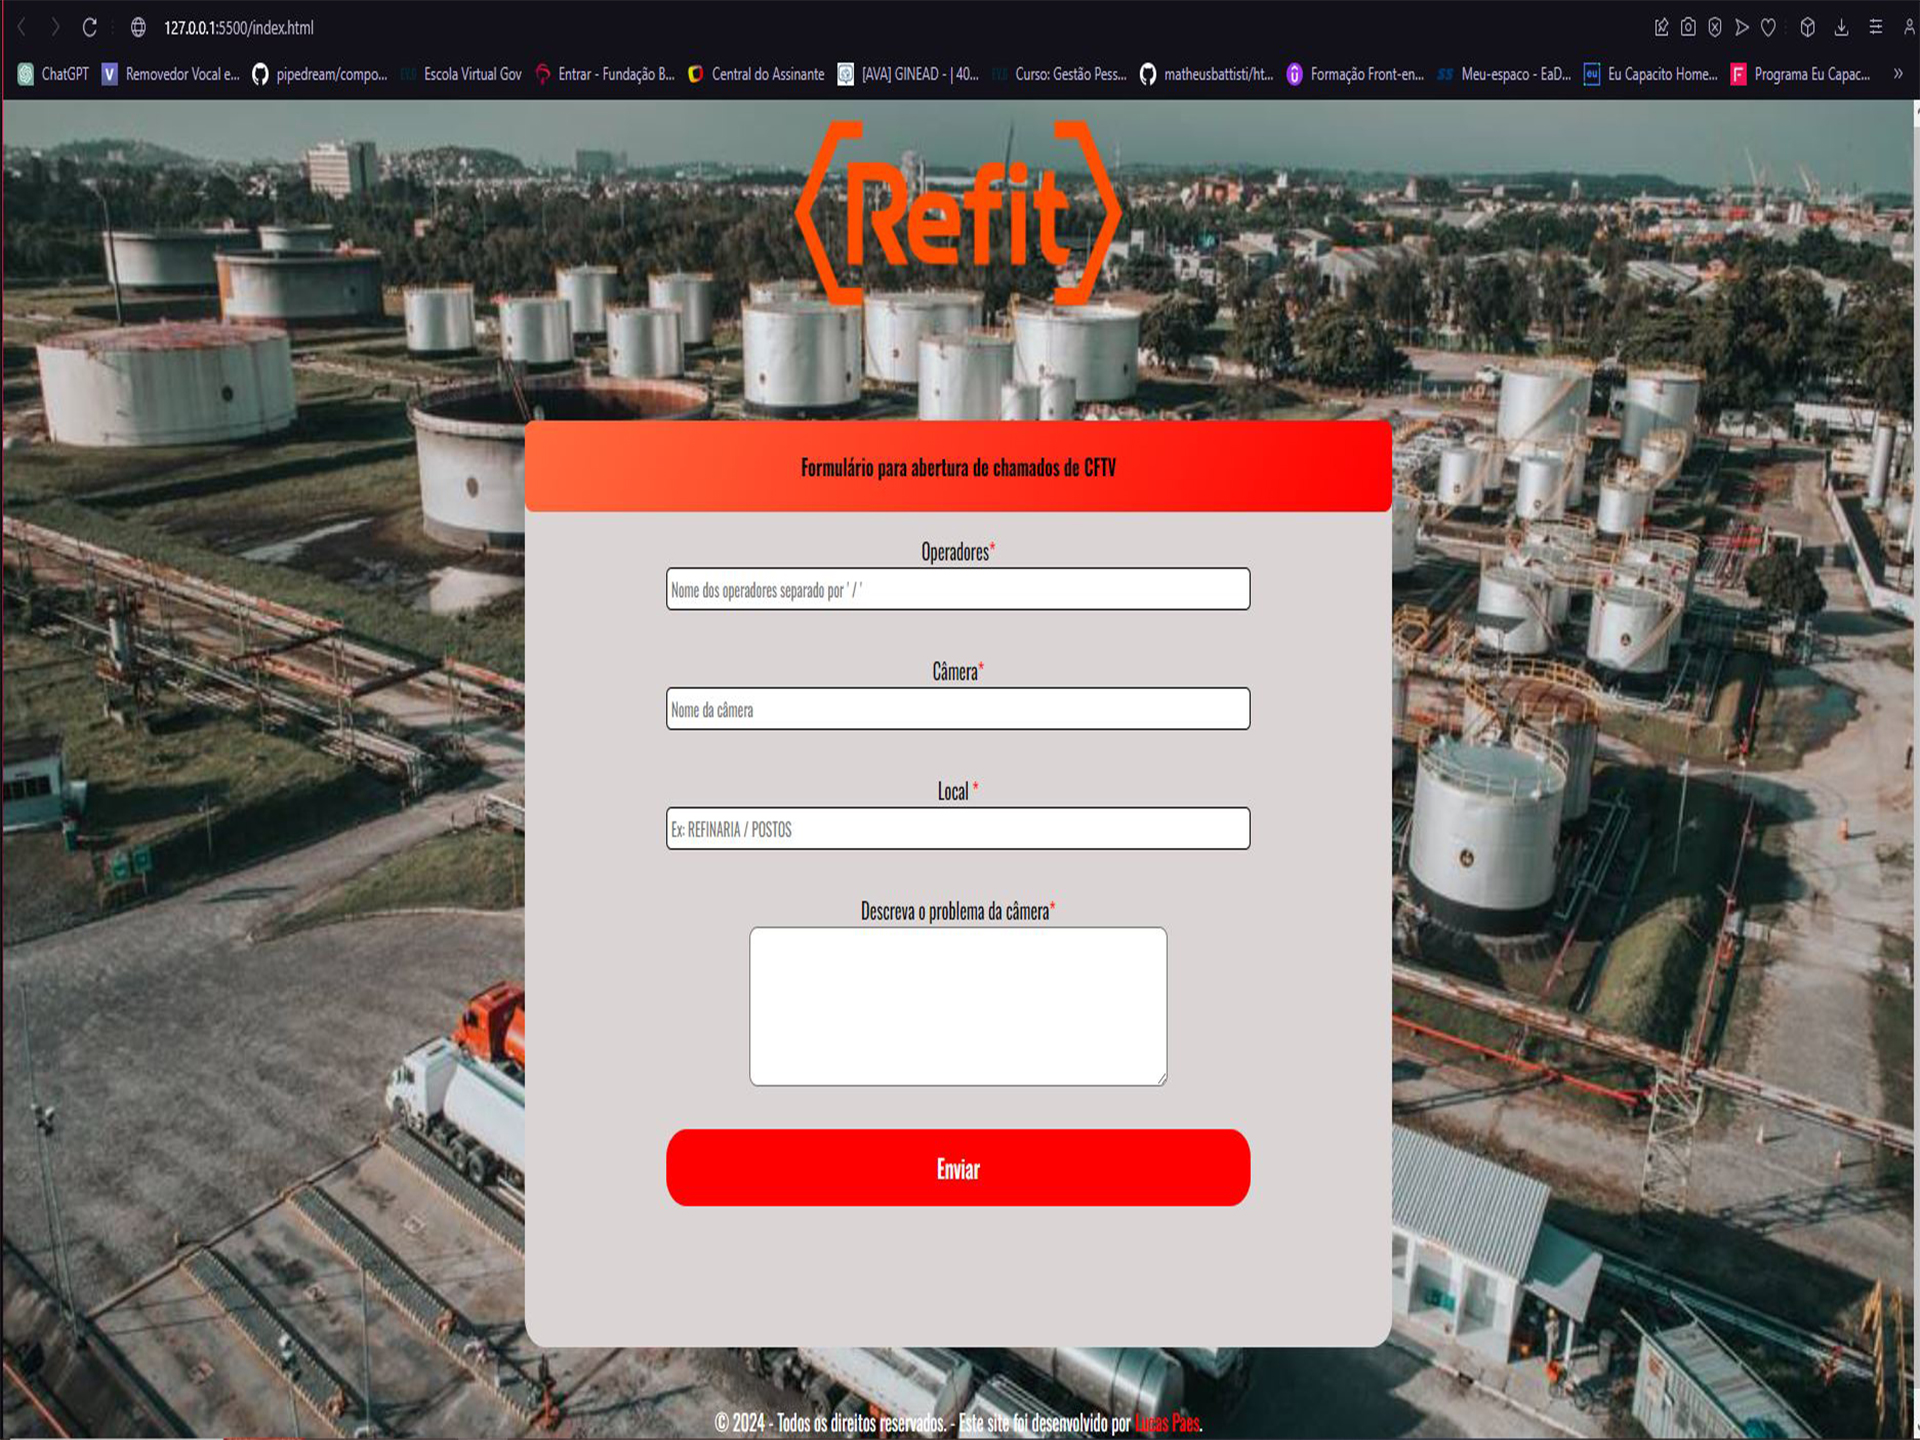 127.0.0.1:5500/index.html
ChatGPT
V Removedor Vocal e...
pipedream/compo...
Escola Virtual Gov
Entrar - Fundação B...
Central do Assinante
[AVA] GINEAD - | 40...
Curso: Gestão Pess...
matheusbattisti/ht...
Formação Front-en...
Meu-espaco - EaD...
eu Eu Capacito Home...
F Programa Eu Capac...
»
Refit
Formulário para abertura de chamados de CFTV
Operadores*
Nome dos operadores separado por ' / '
Câmera*
Nome da câmera
Local *
Ex: REFINARIA / POSTOS
Descreva o problema da câmera*
Enviar
© 2024 - Todos os direitos reservados. - Este site foi desenvolvido por Lucas Paes.